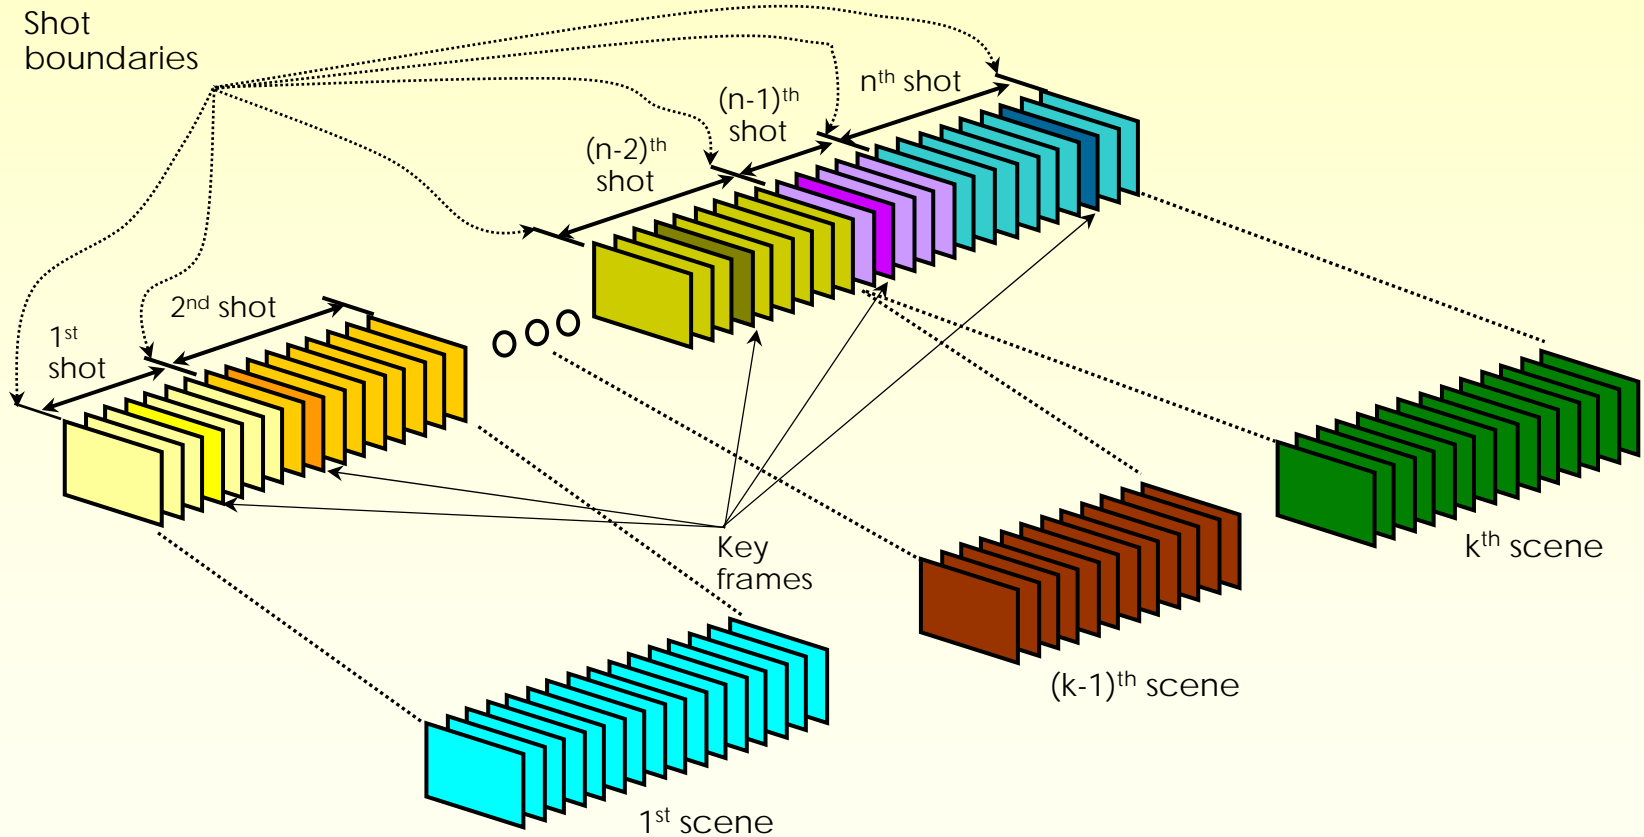 Shot
boundaries
nᵗʰ shot
(n-1)ᵗʰ
shot
(n-2)ᵗʰ
shot
2ⁿᵈ shot
1ˢᵗ
shot
Key
frames
kᵗʰ scene
(k-1)ᵗʰ scene
1ˢᵗ scene